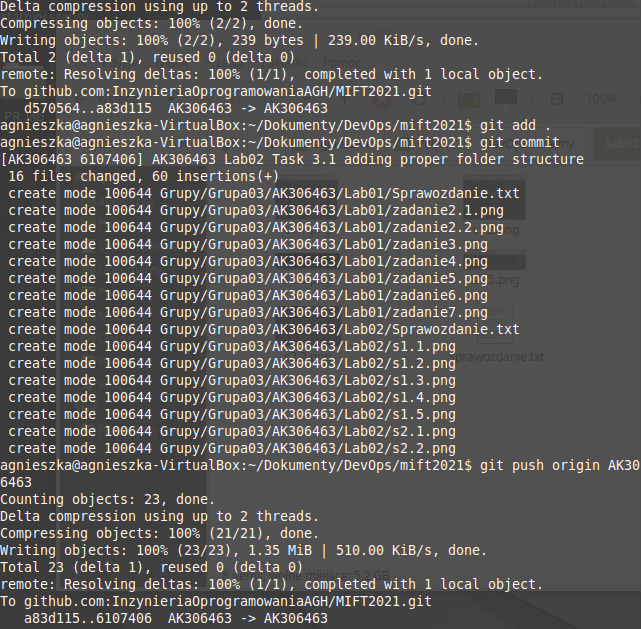 Delta compression using up to 2 threads.
Compressing objects: 100% (2/2), done.
Writing objects: 100% (2/2), 239 bytes | 239.00 KiB/s, done.
Total 2 (delta 1), reused 0 (delta 0)
remote: Resolving deltas: 100% (1/1), completed with 1 local object.
To github.com:InzynieriaOprogramowaniaAGH/MIFT2021.git
   d570564..a83d115  AK306463 -> AK306463
agnieszka@agnieszka-VirtualBox:~/Dokumenty/DevOps/mift2021$ git add .
agnieszka@agnieszka-VirtualBox:~/Dokumenty/DevOps/mift2021$ git commit
[AK306463 6107406] AK306463 Lab02 Task 3.1 adding proper folder structure
 16 files changed, 60 insertions(+)
 create mode 100644 Grupy/Grupa03/AK306463/Lab01/Sprawozdanie.txt
 create mode 100644 Grupy/Grupa03/AK306463/Lab01/zadanie2.1.png
 create mode 100644 Grupy/Grupa03/AK306463/Lab01/zadanie2.2.png
 create mode 100644 Grupy/Grupa03/AK306463/Lab01/zadanie3.png
 create mode 100644 Grupy/Grupa03/AK306463/Lab01/zadanie4.png
 create mode 100644 Grupy/Grupa03/AK306463/Lab01/zadanie5.png
 create mode 100644 Grupy/Grupa03/AK306463/Lab01/zadanie6.png
 create mode 100644 Grupy/Grupa03/AK306463/Lab01/zadanie7.png
 create mode 100644 Grupy/Grupa03/AK306463/Lab02/Sprawozdanie.txt
 create mode 100644 Grupy/Grupa03/AK306463/Lab02/s1.1.png
 create mode 100644 Grupy/Grupa03/AK306463/Lab02/s1.2.png
 create mode 100644 Grupy/Grupa03/AK306463/Lab02/s1.3.png
 create mode 100644 Grupy/Grupa03/AK306463/Lab02/s1.4.png
 create mode 100644 Grupy/Grupa03/AK306463/Lab02/s1.5.png
 create mode 100644 Grupy/Grupa03/AK306463/Lab02/s2.1.png
 create mode 100644 Grupy/Grupa03/AK306463/Lab02/s2.2.png
agnieszka@agnieszka-VirtualBox:~/Dokumenty/DevOps/mift2021$ git push origin AK30
6463
Counting objects: 23, done.
Delta compression using up to 2 threads.
Compressing objects: 100% (21/21), done.
Writing objects: 100% (23/23), 1.35 MiB | 510.00 KiB/s, done.
Total 23 (delta 1), reused 0 (delta 0)
remote: Resolving deltas: 100% (1/1), completed with 1 local object.
To github.com:InzynieriaOprogramowaniaAGH/MIFT2021.git
   a83d115..6107406  AK306463 -> AK306463
Pomoc
100%
lab02
sprawozdanie.txt